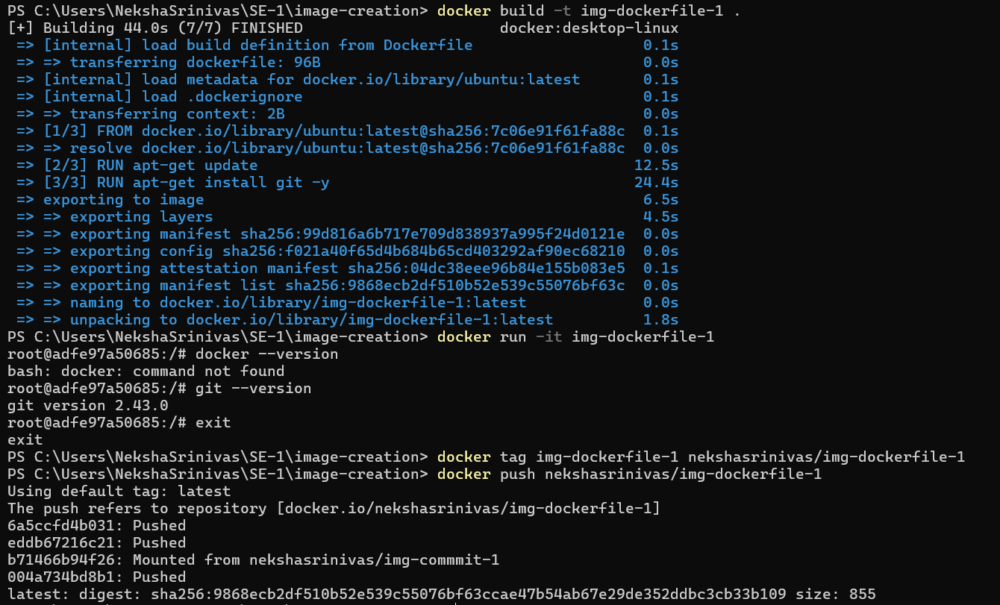 PS C:\Users\NekshaSrinivas\SE-1\image-creation> docker build -t img-dockerfile-1 .
[+] Building 44.0s (7/7) FINISHED docker:desktop-linux
=> [internal] load build definition from Dockerfile 0.1s
=> => transferring dockerfile: 96B 0.0s
=> [internal] load metadata for docker.io/library/ubuntu:latest 0.1s
=> [internal] load .dockerignore 0.1s
=> => transferring context: 2B 0.0s
=> [1/3] FROM docker.io/library/ubuntu:latest@sha256:7c06e91f61fa88c 0.1s
=> => resolve docker.io/library/ubuntu:latest@sha256:7c06e91f61fa88c 0.0s
=> [2/3] RUN apt-get update 12.5s
=> [3/3] RUN apt-get install git -y 24.4s
=> exporting to image 6.5s
=> => exporting layers 4.5s
=> => exporting manifest sha256:99d816a6b717e709d838937a995f24d0121e 0.0s
=> => exporting config sha256:f021a40f65d4b684b65cd403292af90ec68210 0.0s
=> => exporting attestation manifest sha256:04dc38eee96b84e155b083e5 0.1s
=> => exporting manifest list sha256:9868ecb2df510b52e539c55076bf63c 0.0s
=> => naming to docker.io/library/img-dockerfile-1:latest 0.0s
=> => unpacking to docker.io/library/img-dockerfile-1:latest 1.8s
PS C:\Users\NekshaSrinivas\SE-1\image-creation> docker run -it img-dockerfile-1
root@adfe97a50685:/# docker --version
bash: docker: command not found
root@adfe97a50685:/# git --version
git version 2.43.0
root@adfe97a50685:/# exit
exit
PS C:\Users\NekshaSrinivas\SE-1\image-creation> docker tag img-dockerfile-1 nekshasrinivas/img-dockerfile-1
PS C:\Users\NekshaSrinivas\SE-1\image-creation> docker push nekshasrinivas/img-dockerfile-1
Using default tag: latest
The push refers to repository [docker.io/nekshasrinivas/img-dockerfile-1]
6a5ccfd4b031: Pushed
eddb67216c21: Pushed
b71466b94f26: Mounted from nekshasrinivas/img-commmit-1
004a734bd8b1: Pushed
latest: digest: sha256:9868ecb2df510b52e539c55076bf63ccae47b54ab67e29de352ddbc3cb33b109 size: 855